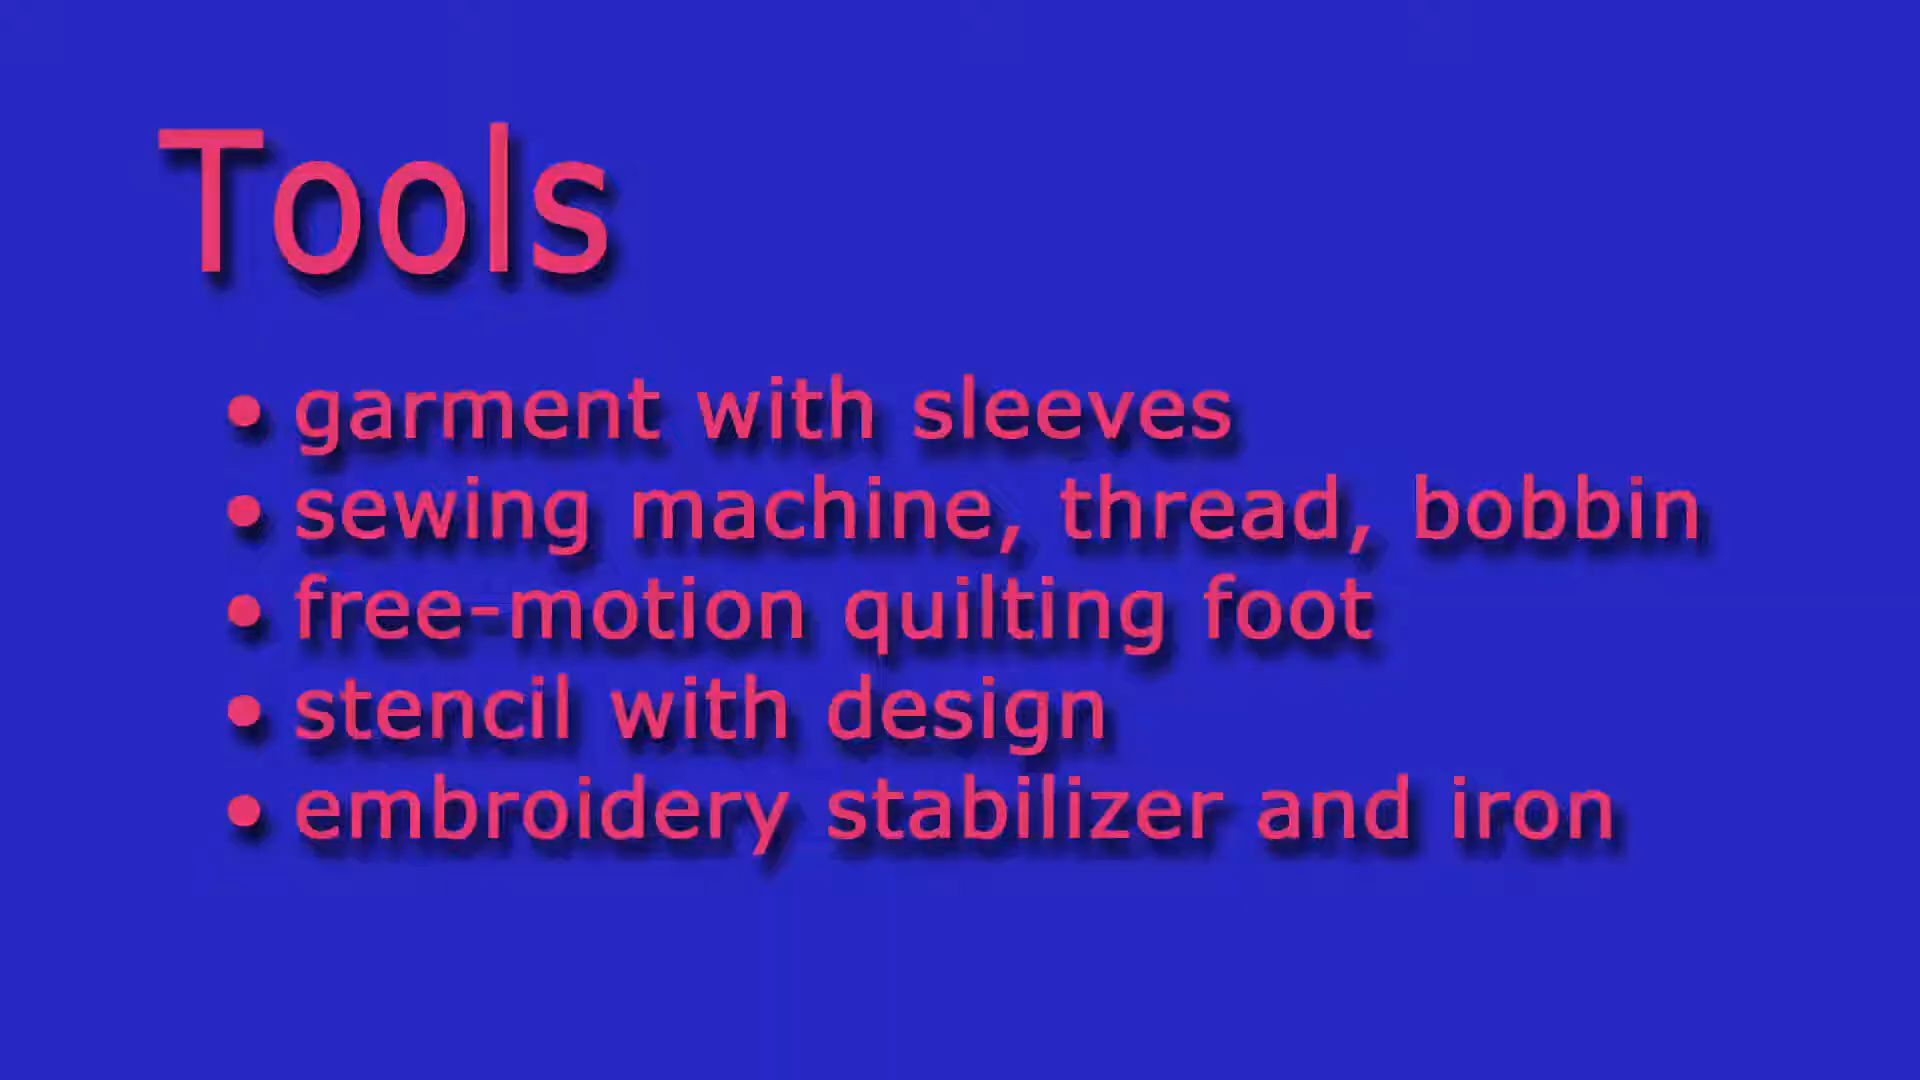 Tools
• garment with sleeves
• sewing machine, thread, bobbin
• free-motion quilting foot
• stencil with design
• embroidery stabilizer and iron